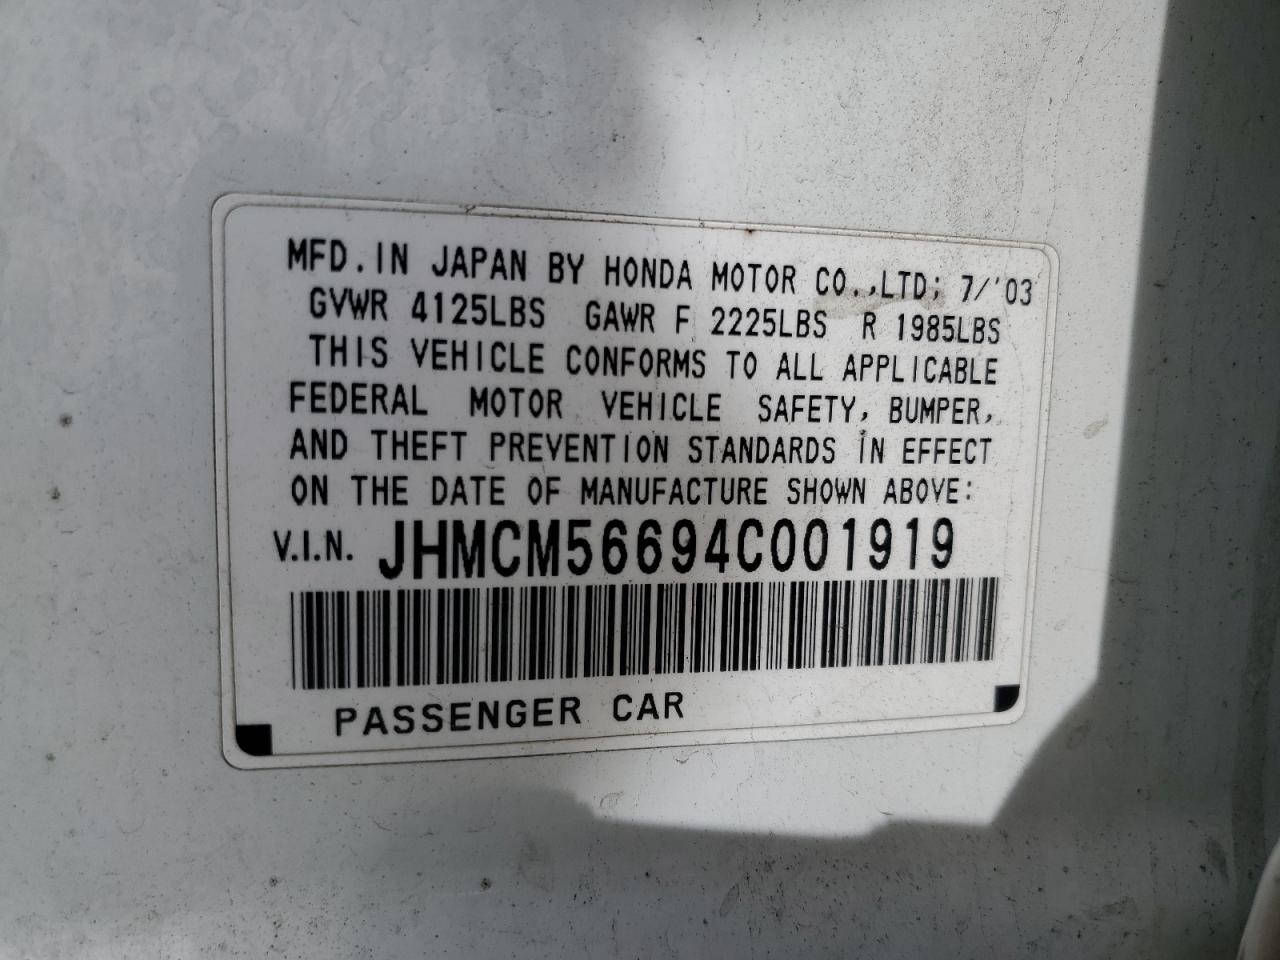 MFD. IN JAPAN BY HONDA MOTOR CO.,LTD; 7/'03
GVWR 4125LBS GAWR F 2225LBS R 1985LBS
THIS VEHICLE CONFORMS TO ALL APPLICABLE
FEDERAL MOTOR VEHICLE SAFETY, BUMPER,
AND THEFT PREVENTION STANDARDS IN EFFECT
ON THE DATE OF MANUFACTURE SHOWN ABOVE:
V.I.N. JHMCM56694C001919
PASSENGER CAR